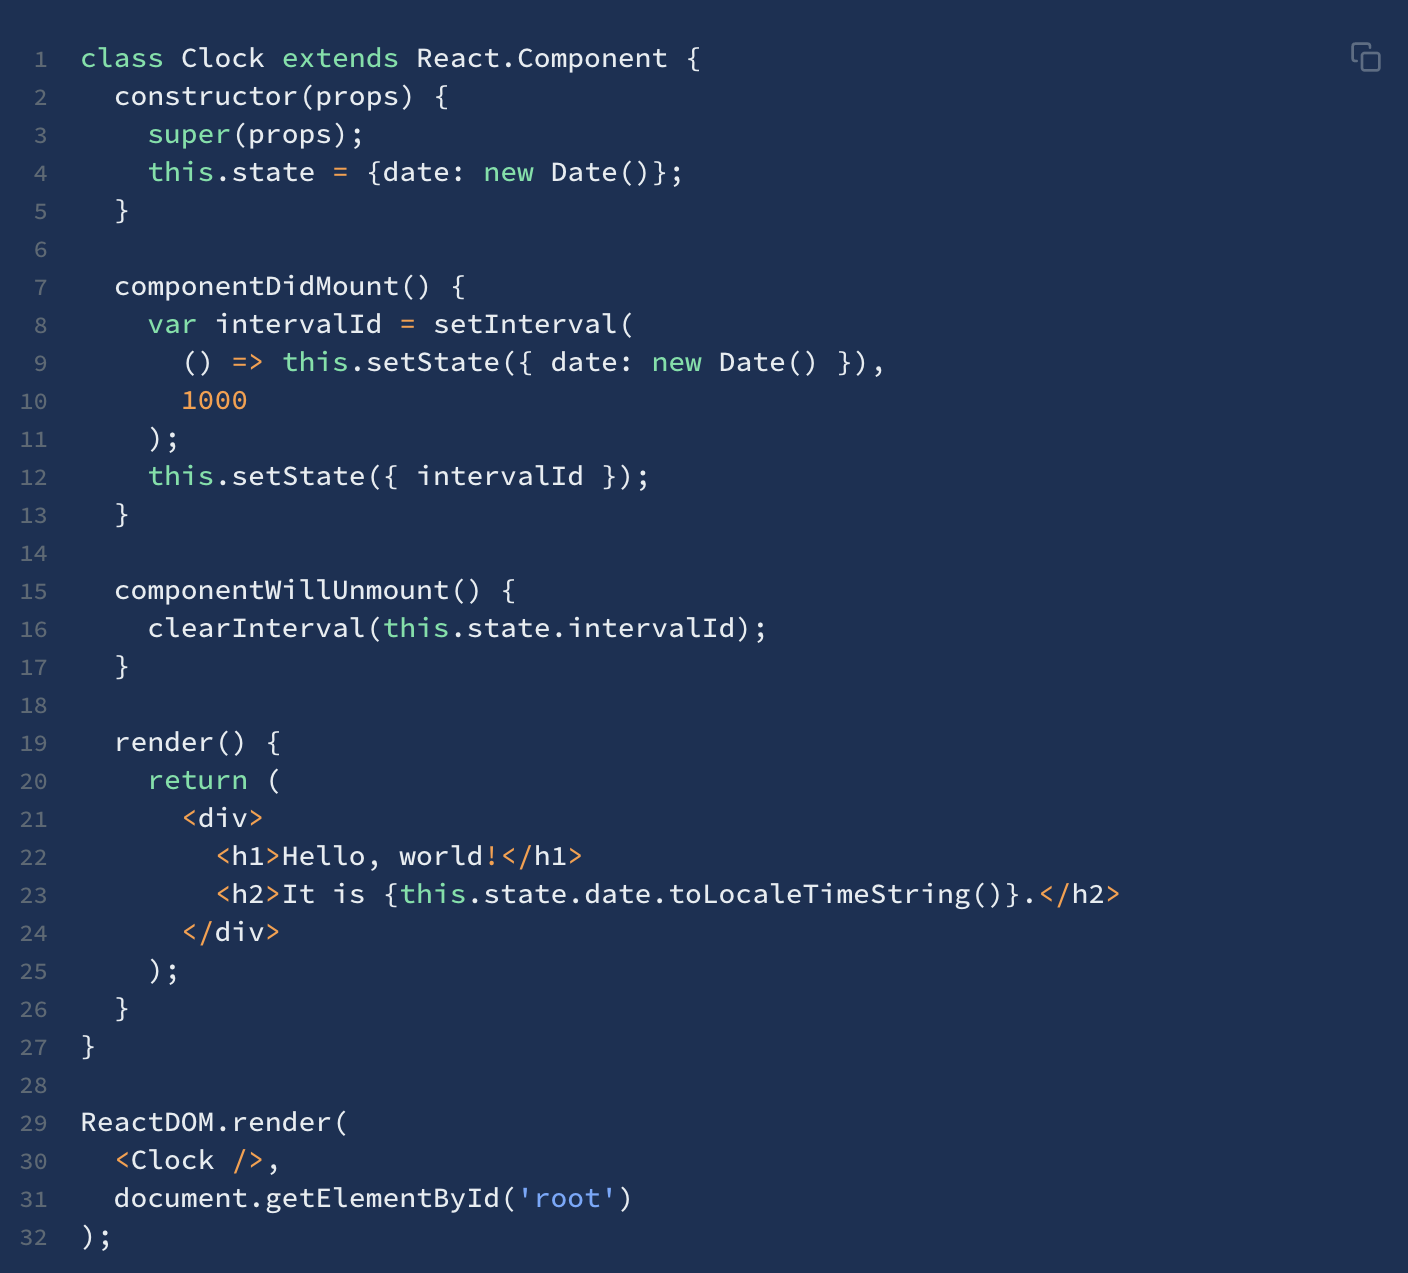 1 class Clock extends React.Component {
2   constructor(props) {
3     super(props);
4     this.state = {date: new Date()};
5   }
6
7   componentDidMount() {
8     var intervalId = setInterval(
9       () => this.setState({ date: new Date() }),
10       1000
11     );
12     this.setState({ intervalId });
13   }
14
15   componentWillUnmount() {
16     clearInterval(this.state.intervalId);
17   }
18
19   render() {
20     return (
21       <div>
22         <h1>Hello, world!</h1>
23         <h2>It is {this.state.date.toLocaleTimeString()}.</h2>
24       </div>
25     );
26   }
27 }
28
29 ReactDOM.render(
30   <Clock />,
31   document.getElementById('root')
32 );